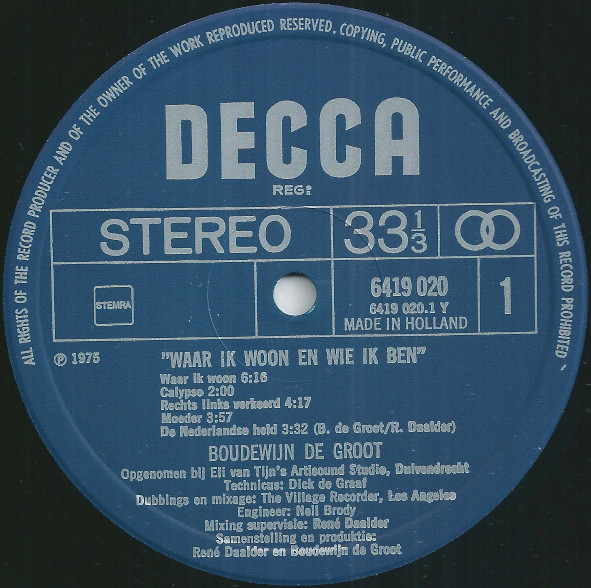 ALL RIGHTS OF THE RECORD PRODUCER AND OF THE OWNER OF THE WORK REPRODUCED RESERVED. COPYING, PUBLIC PERFORMANCE AND BROADCASTING OF THIS RECORD PROHIBITED -
DECCA
REG:
STEREO
33 1/3
STEMRA
6419 020
6419 020.1 Y
MADE IN HOLLAND
1
℗ 1975
"WAAR IK WOON EN WIE IK BEN"
Waar ik woon 6:16
Calypso 2:00
Rechts links verkeerd 4:17
Moeder 3:57
De Nederlandse held 3:32 (B. de Groot/R. Daalder)
BOUDEWIJN DE GROOT
Opgenomen bij Eli van Tijn's Artisound Studio, Duivendrecht
Technicus: Dick de Graaf
Dubbings en mixage: The Village Recorder, Los Angeles
Engineer: Neil Brody
Mixing supervisie: René Daalder
Samenstelling en produktie:
René Daalder en Boudewijn de Groot